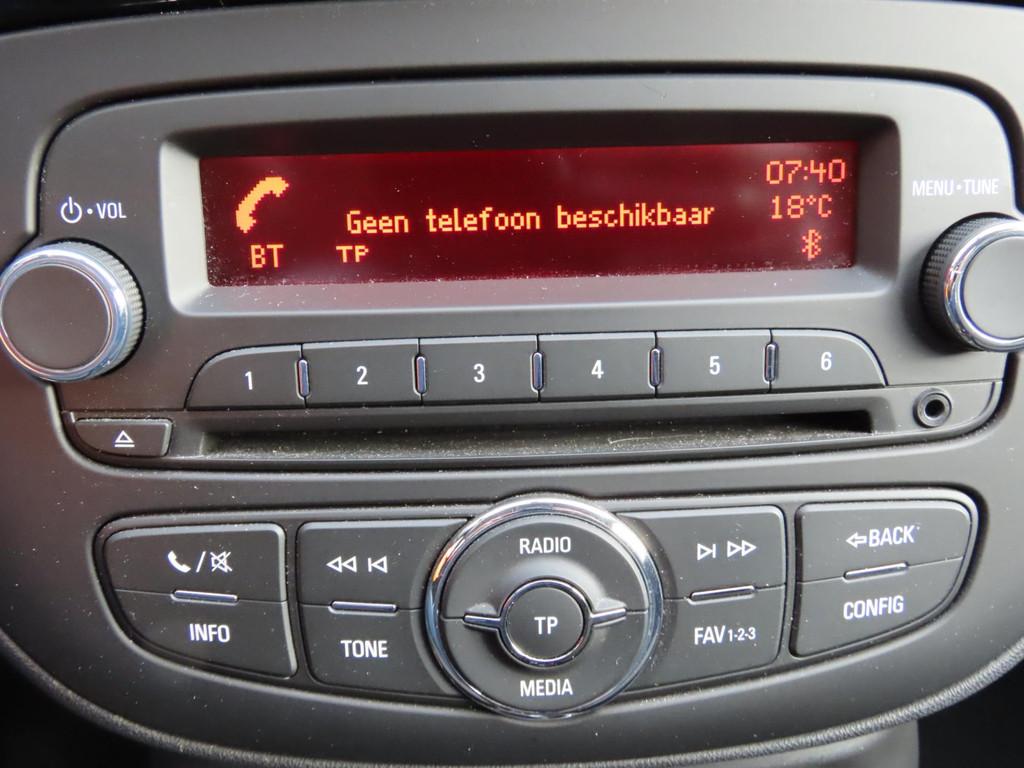 07:40
MENU•TUNE
•VOL
Geen telefoon beschikbaar
18°C
BT TP
1 2 3 4 5 6
RADIO
BACK
/
INFO
TONE
TP
FAV 1-2-3
CONFIG
MEDIA